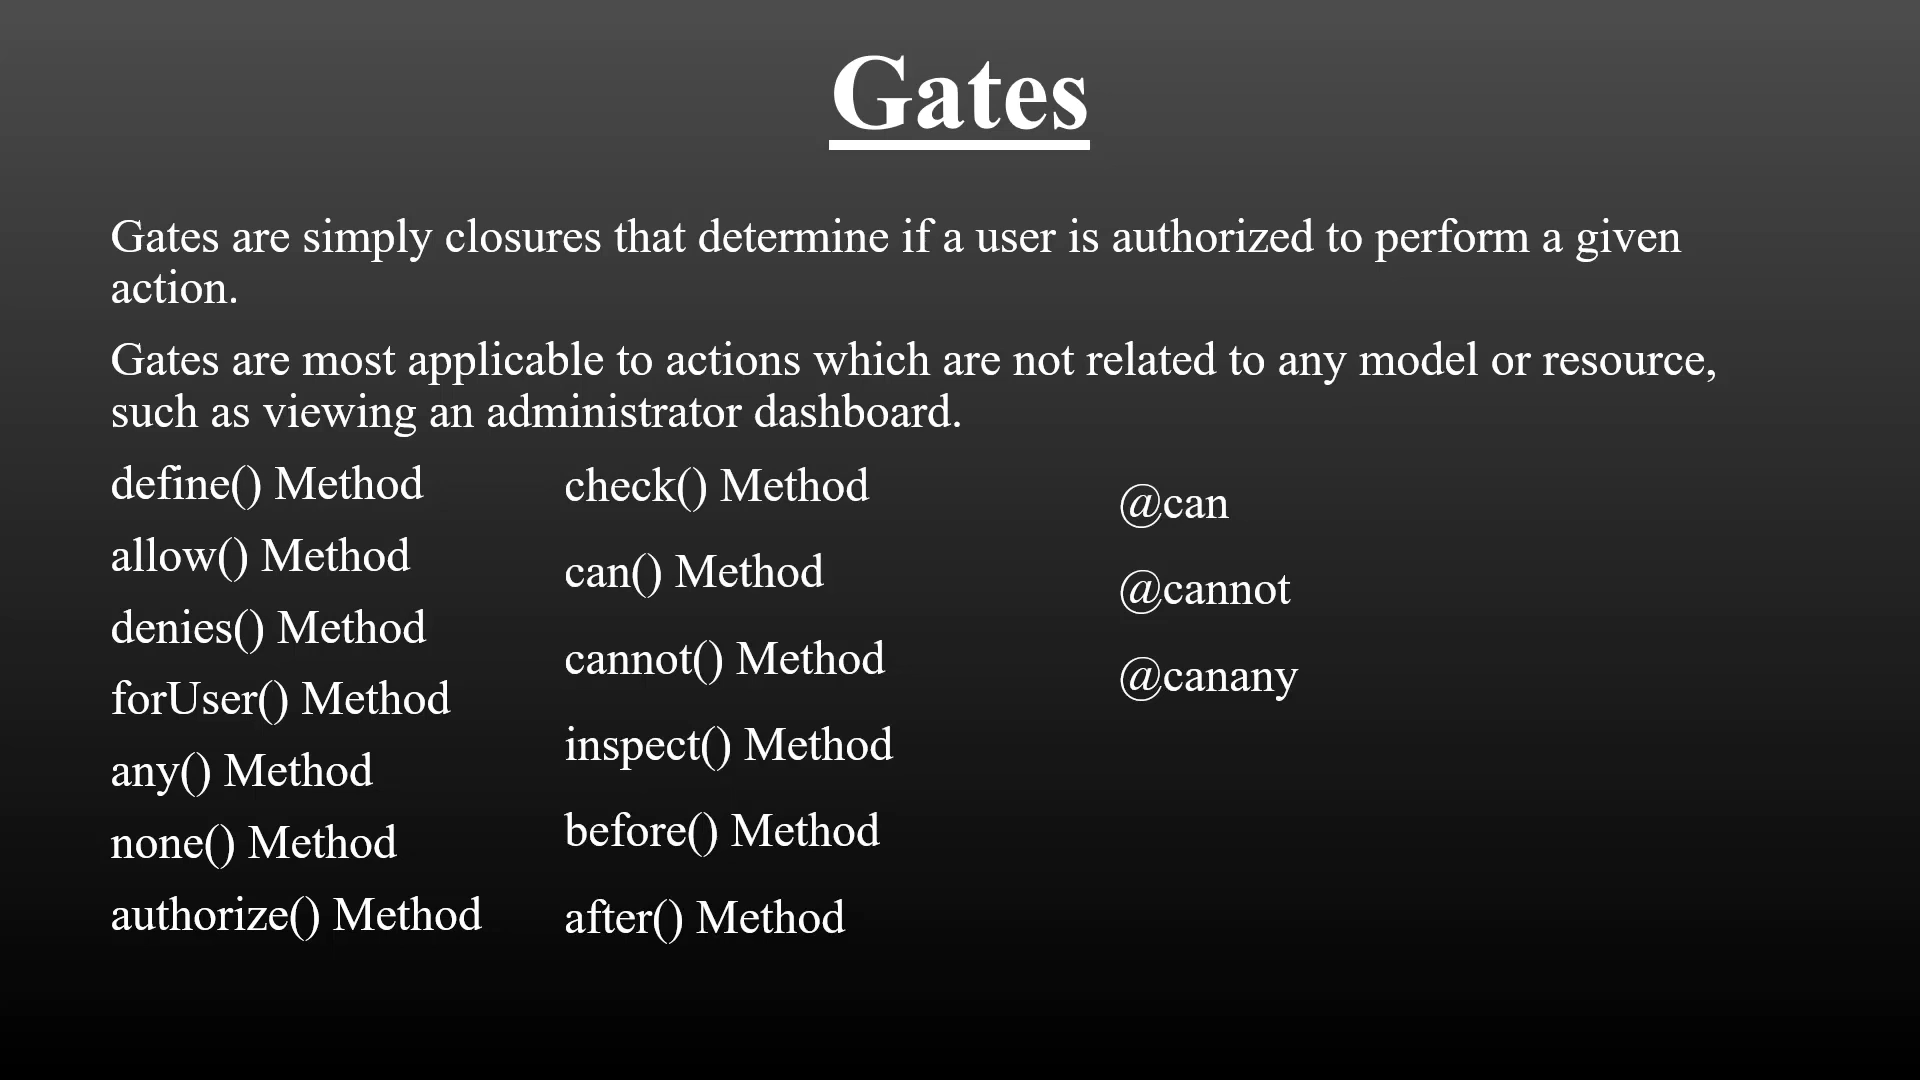 Gates
Gates are simply closures that determine if a user is authorized to perform a given
action.
Gates are most applicable to actions which are not related to any model or resource,
such as viewing an administrator dashboard.
define() Method
allow() Method
denies() Method
forUser() Method
any() Method
none() Method
authorize() Method
check() Method
can() Method
cannot() Method
inspect() Method
before() Method
after() Method
@can
@cannot
@canany